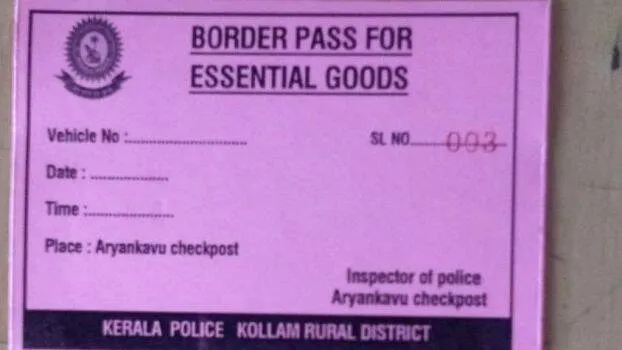 BORDER PASS FOR
ESSENTIAL GOODS
Vehicle No :..............................
SL NO........003
Date : ....................
Time :......................
Place : Aryankavu checkpost
Inspector of police
Aryankavu checkpost
KERALA POLICE KOLLAM RURAL DISTRICT